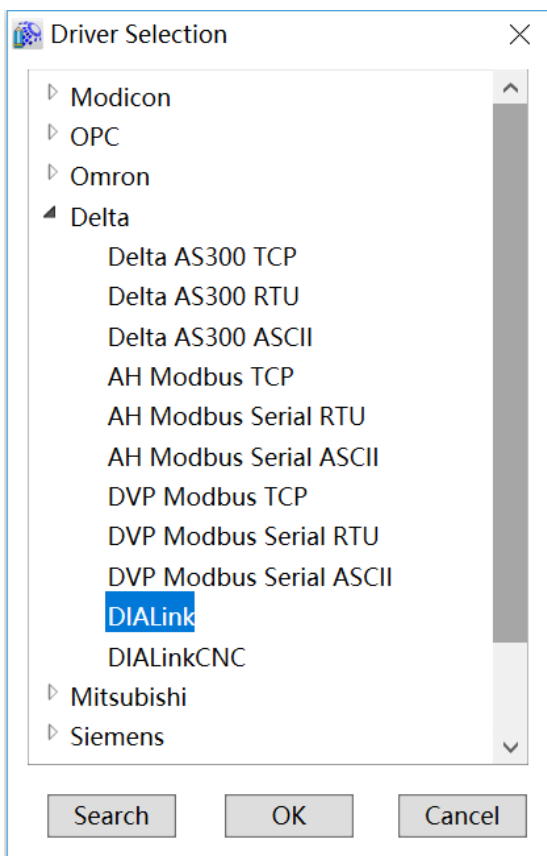 Driver Selection
Modicon
OPC
Omron
Delta
Delta AS300 TCP
Delta AS300 RTU
Delta AS300 ASCII
AH Modbus TCP
AH Modbus Serial RTU
AH Modbus Serial ASCII
DVP Modbus TCP
DVP Modbus Serial RTU
DVP Modbus Serial ASCII
DIALink
DIALinkCNC
Mitsubishi
Siemens
Search OK Cancel